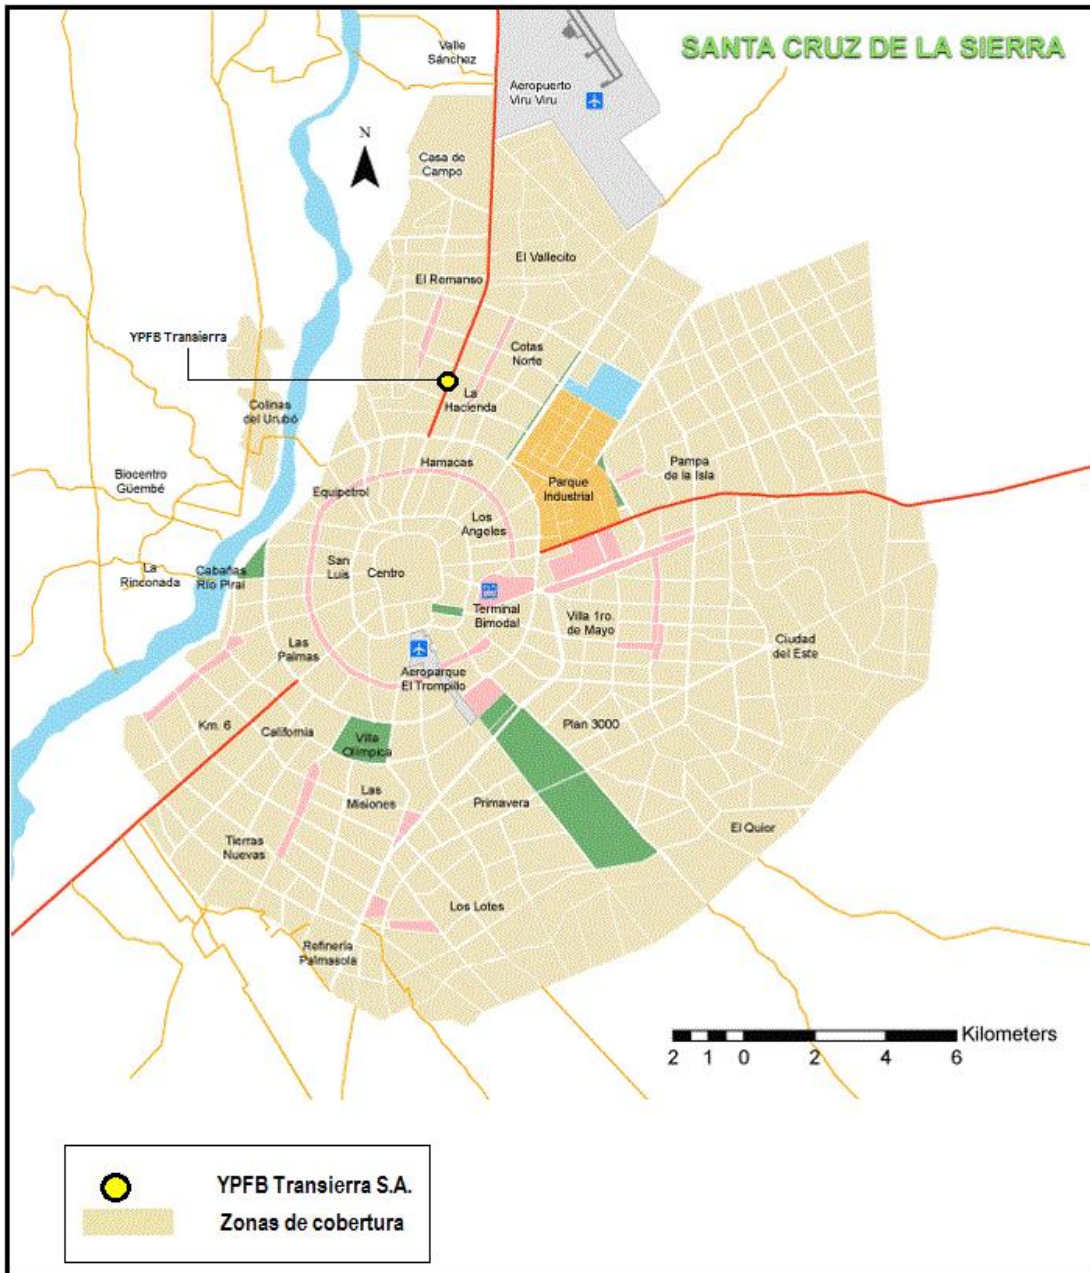 SANTA CRUZ DE LA SIERRA
Valle
Sánchez
Aeropuerto
Viru Viru
N
Casa de
Campo
El Vallecito
El Remanso
YPFB Transierra
Cotas
Norte
La
Hacienda
Colinas
del Urubó
Hamacas
Pampa
de la Isla
Biocentro
Güembé
Parque
Industrial
Equipetrol
Los
Angeles
San
Luis
Centro
La
Rinconada
Cabañas
Río Piraí
Terminal
Bimodal
Villa 1ro.
de Mayo
Ciudad
del Este
Las
Palmas
Aeroparque
El Trompillo
Km. 6
California
Villa
Olímpica
Plan 3000
Las
Misiones
Primavera
El Quior
Tierras
Nuevas
Los Lotes
Refinería
Palmasola
Kilometers
2 1 0 2 4 6
YPFB Transierra S.A.
Zonas de cobertura